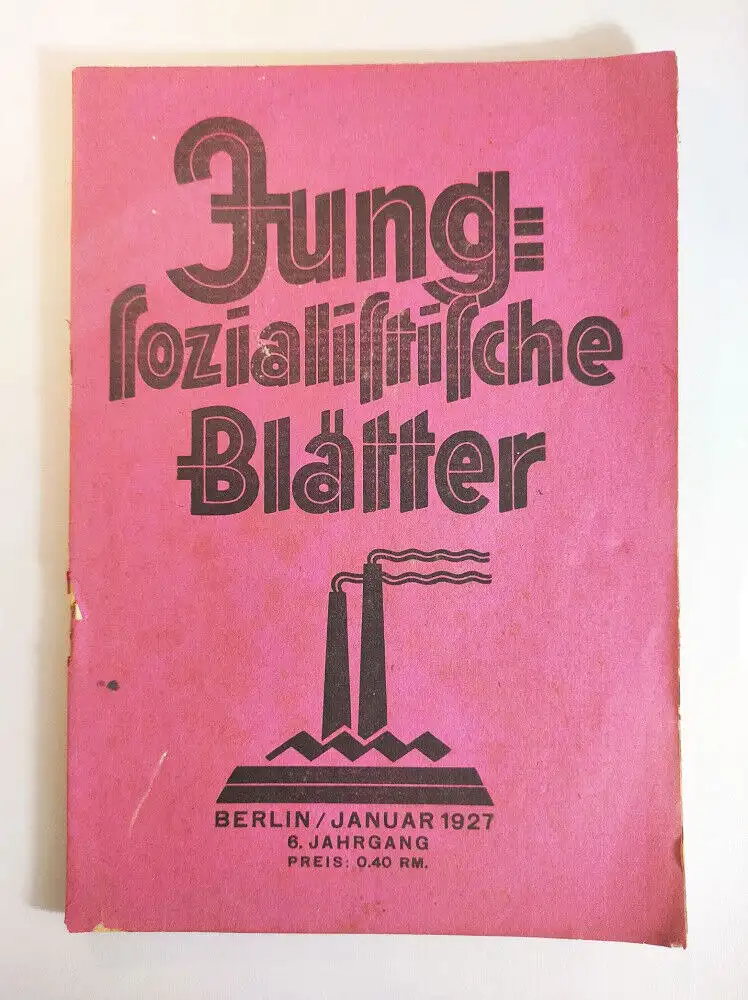 Jung=
ſozialiſtiſche
Blätter
BERLIN/JANUAR 1927
6. JAHRGANG
PREIS: 0.40 RM.